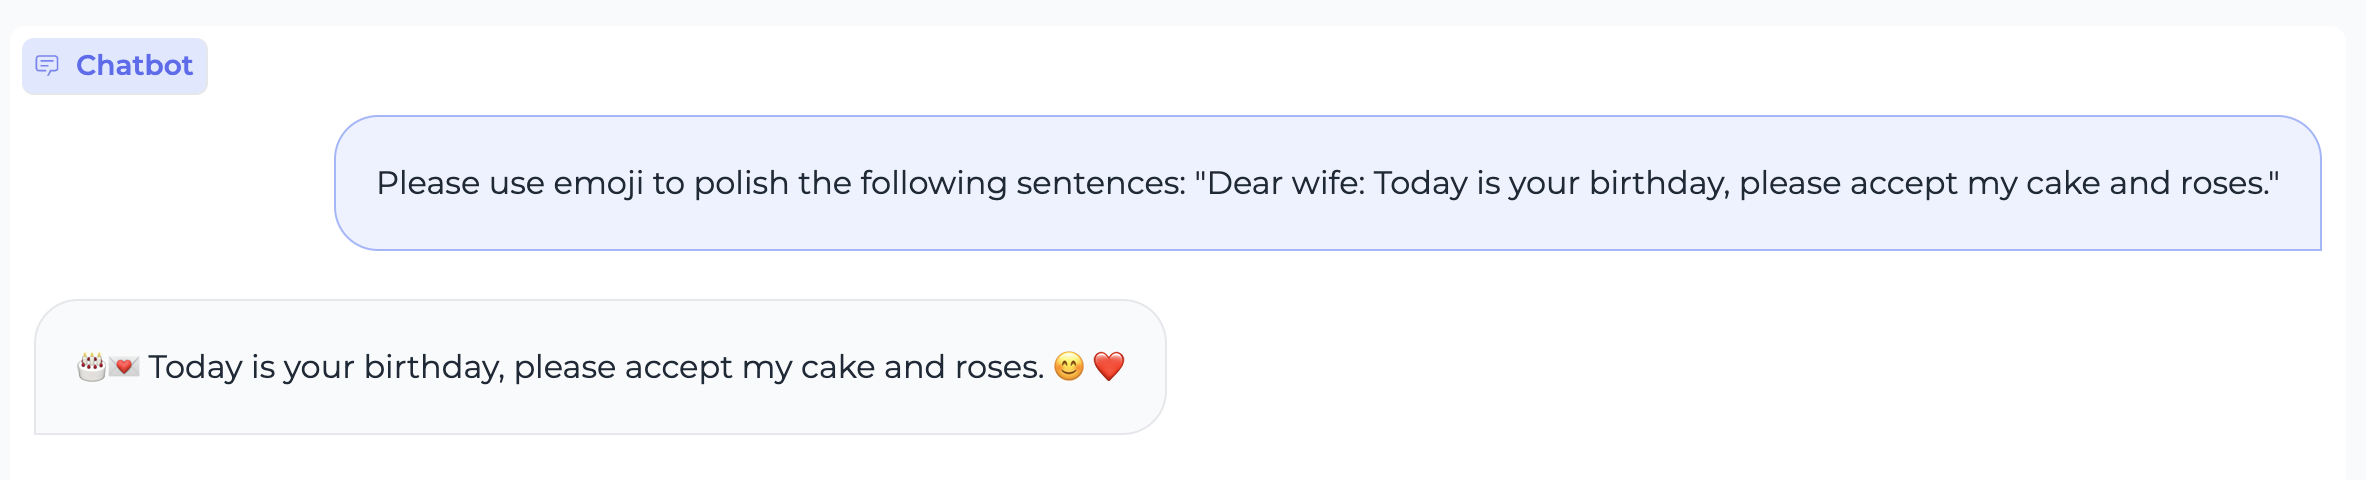 Chatbot
Please use emoji to polish the following sentences: "Dear wife: Today is your birthday, please accept my cake and roses."
🎂💌 Today is your birthday, please accept my cake and roses. 😊 ❤️